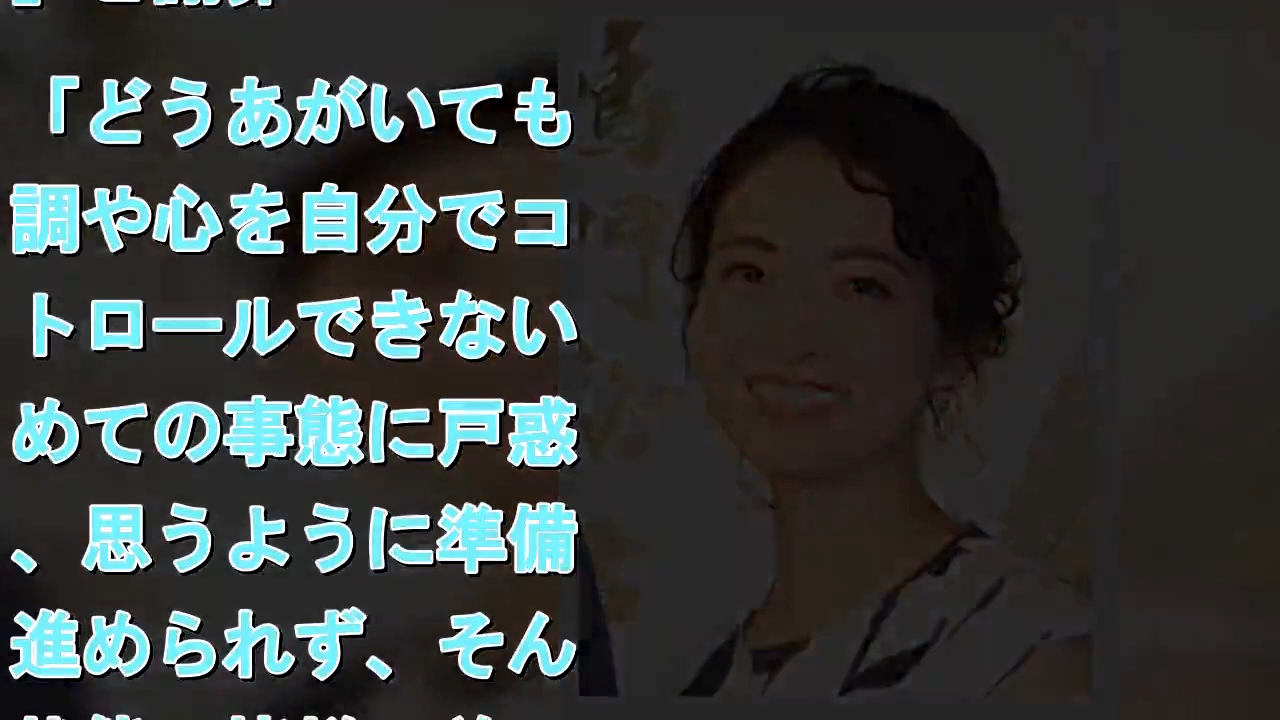 「どうあがいても
調や心を自分でコ
トロールできない
めての事態に戸惑
、思うように準備
進められず、そん